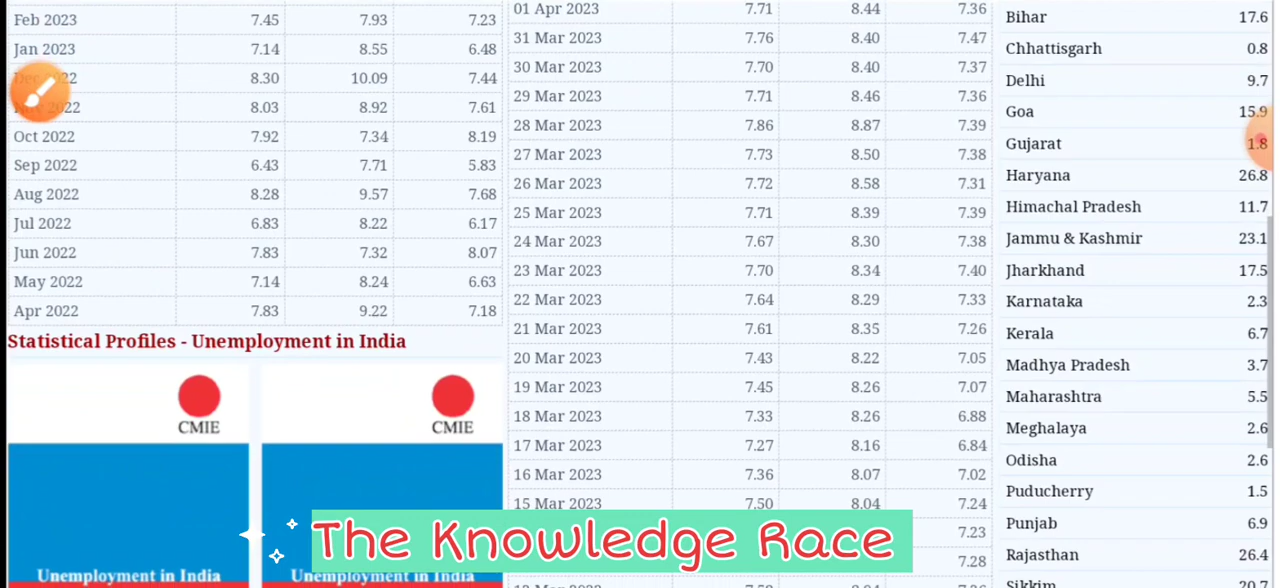 Feb 2023 7.45 7.93 7.23
Jan 2023 7.14 8.55 6.48
Dec 2022 8.30 10.09 7.44
Nov 2022 8.03 8.92 7.61
Oct 2022 7.92 7.34 8.19
Sep 2022 6.43 7.71 5.83
Aug 2022 8.28 9.57 7.68
Jul 2022 6.83 8.22 6.17
Jun 2022 7.83 7.32 8.07
May 2022 7.14 8.24 6.63
Apr 2022 7.83 9.22 7.18
Statistical Profiles - Unemployment in India
CMIE
CMIE
Unemployment in India
Unemployment in India
01 Apr 2023 7.71 8.44 7.36
31 Mar 2023 7.76 8.40 7.47
30 Mar 2023 7.70 8.40 7.37
29 Mar 2023 7.71 8.46 7.36
28 Mar 2023 7.86 8.87 7.39
27 Mar 2023 7.73 8.50 7.38
26 Mar 2023 7.72 8.58 7.31
25 Mar 2023 7.71 8.39 7.39
24 Mar 2023 7.67 8.30 7.38
23 Mar 2023 7.70 8.34 7.40
22 Mar 2023 7.64 8.29 7.33
21 Mar 2023 7.61 8.35 7.26
20 Mar 2023 7.43 8.22 7.05
19 Mar 2023 7.45 8.26 7.07
18 Mar 2023 7.33 8.26 6.88
17 Mar 2023 7.27 8.16 6.84
16 Mar 2023 7.36 8.07 7.02
15 Mar 2023 7.50 8.04 7.24
7.23
7.28
Bihar 17.6
Chhattisgarh 0.8
Delhi 9.7
Goa 15.9
Gujarat 1.8
Haryana 26.8
Himachal Pradesh 11.7
Jammu & Kashmir 23.1
Jharkhand 17.5
Karnataka 2.3
Kerala 6.7
Madhya Pradesh 3.7
Maharashtra 5.5
Meghalaya 2.6
Odisha 2.6
Puducherry 1.5
Punjab 6.9
Rajasthan 26.4
Sikkim 20.7
The Knowledge Race